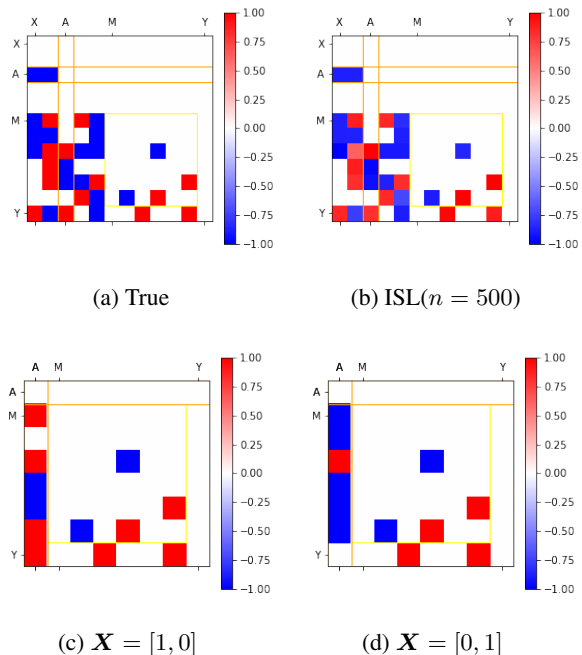 X A M Y
X
A
M
Y
1.00
0.75
0.50
0.25
0.00
−0.25
−0.50
−0.75
−1.00
X A M Y
X
A
M
Y
1.00
0.75
0.50
0.25
0.00
−0.25
−0.50
−0.75
−1.00
(a) True
(b) ISL(n = 500)
A M Y
A
M
Y
1.00
0.75
0.50
0.25
0.00
−0.25
−0.50
−0.75
−1.00
A M Y
A
M
Y
1.00
0.75
0.50
0.25
0.00
−0.25
−0.50
−0.75
−1.00
(c) X = [1, 0]
(d) X = [0, 1]